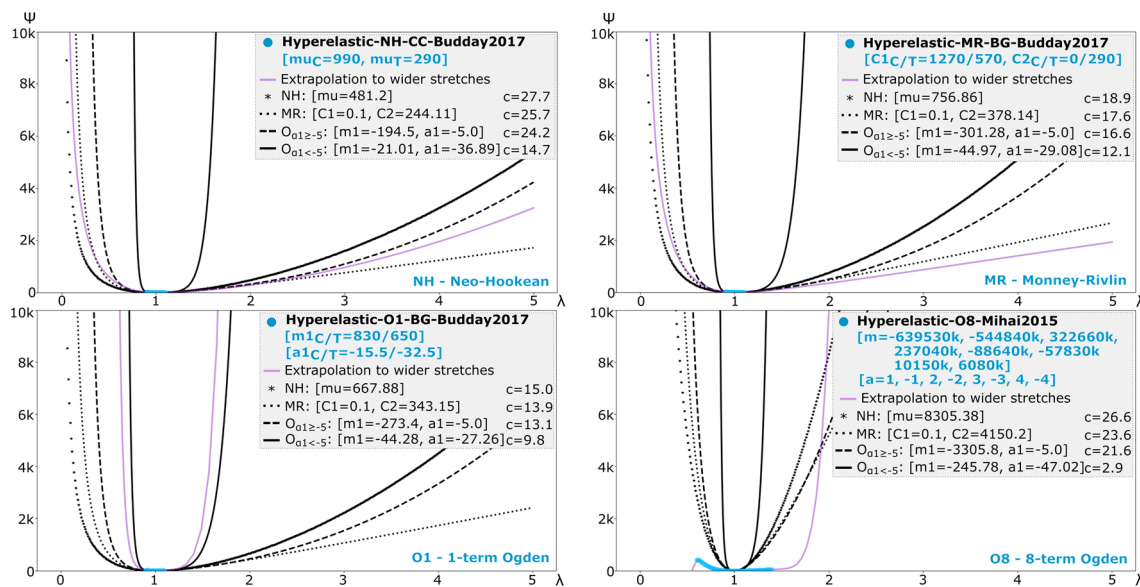 Ψ
10k
8k
6k
4k
2k
0
0
1
2
3
4
5
λ
Hyperelastic-NH-CC-Budday2017
[muC=990, muT=290]
Extrapolation to wider stretches
* NH: [mu=481.2] c=27.7
MR: [C1=0.1, C2=244.11] c=25.7
Oα1≥-5: [m1=-194.5, a1=-5.0] c=24.2
Oα1<-5: [m1=-21.01, a1=-36.89] c=14.7
NH - Neo-Hookean
Ψ
10k
8k
6k
4k
2k
0
0
1
2
3
4
5
λ
Hyperelastic-MR-BG-Budday2017
[C1C/T=1270/570, C2C/T=0/290]
Extrapolation to wider stretches
* NH: [mu=756.86] c=18.9
MR: [C1=0.1, C2=378.14] c=17.6
Oα1≥-5: [m1=-301.28, a1=-5.0] c=16.6
Oα1<-5: [m1=-44.97, a1=-29.08] c=12.1
MR - Monney-Rivlin
10k
8k
6k
4k
2k
0
0
1
2
3
4
5
λ
Hyperelastic-O1-BG-Budday2017
[m1C/T=830/650]
[a1C/T=-15.5/-32.5]
Extrapolation to wider stretches
* NH: [mu=667.88] c=15.0
MR: [C1=0.1, C2=343.15] c=13.9
Oα1≥-5: [m1=-273.4, a1=-5.0] c=13.1
Oα1<-5: [m1=-44.28, a1=-27.26] c=9.8
O1 - 1-term Ogden
10k
8k
6k
4k
2k
0
0
1
2
3
4
5
λ
Hyperelastic-O8-Mihai2015
[m=-639530k, -544840k, 322660k,
237040k, -88640k, -57830k
10150k, 6080k]
[a=1, -1, 2, -2, 3, -3, 4, -4]
Extrapolation to wider stretches
* NH: [mu=8305.38] c=26.6
MR: [C1=0.1, C2=4150.2] c=23.6
Oα1≥-5: [m1=-3305.8, a1=-5.0] c=21.6
Oα1<-5: [m1=-245.78, a1=-47.02] c=2.9
O8 - 8-term Ogden